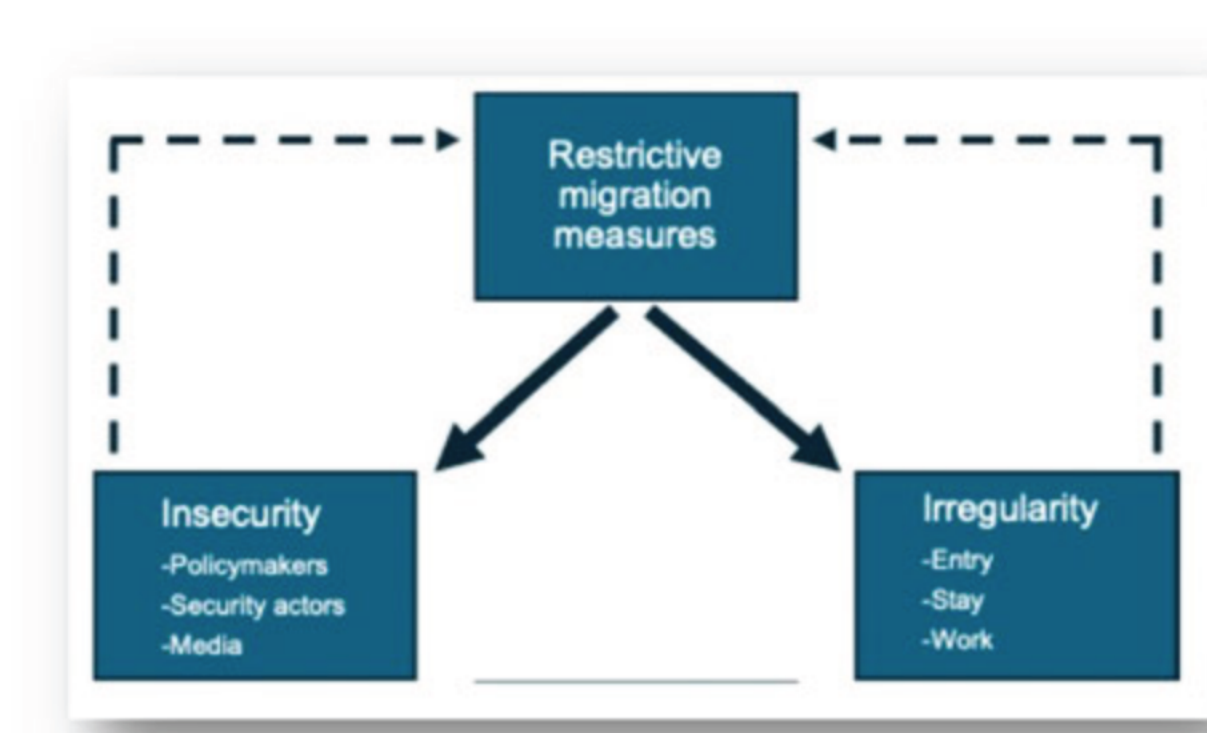 Restrictive
migration
measures
Insecurity
-Policymakers
-Security actors
-Media
Irregularity
-Entry
-Stay
-Work